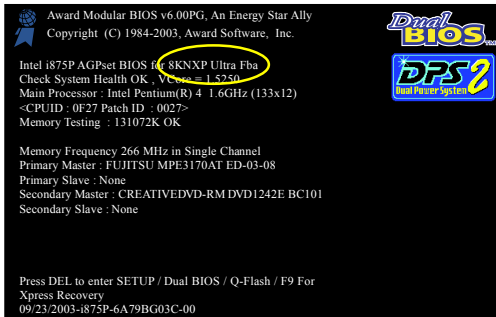 Award Modular BIOS v6.00PG, An Energy Star Ally
Copyright (C) 1984-2003, Award Software, Inc.
Dual
BIOS
Intel i875P AGPset BIOS for 8KNXP Ultra Fba
Check System Health OK , VCore = 1.5250
Main Processor : Intel Pentium(R) 4 1.6GHz (133x12)
<CPUID : 0F27 Patch ID : 0027>
Memory Testing : 131072K OK
DPS 2
Dual Power System
Memory Frequency 266 MHz in Single Channel
Primary Master : FUJITSU MPE3170AT ED-03-08
Primary Slave : None
Secondary Master : CREATIVEDVD-RM DVD1242E BC101
Secondary Slave : None
Press DEL to enter SETUP / Dual BIOS / Q-Flash / F9 For
Xpress Recovery
09/23/2003-i875P-6A79BG03C-00